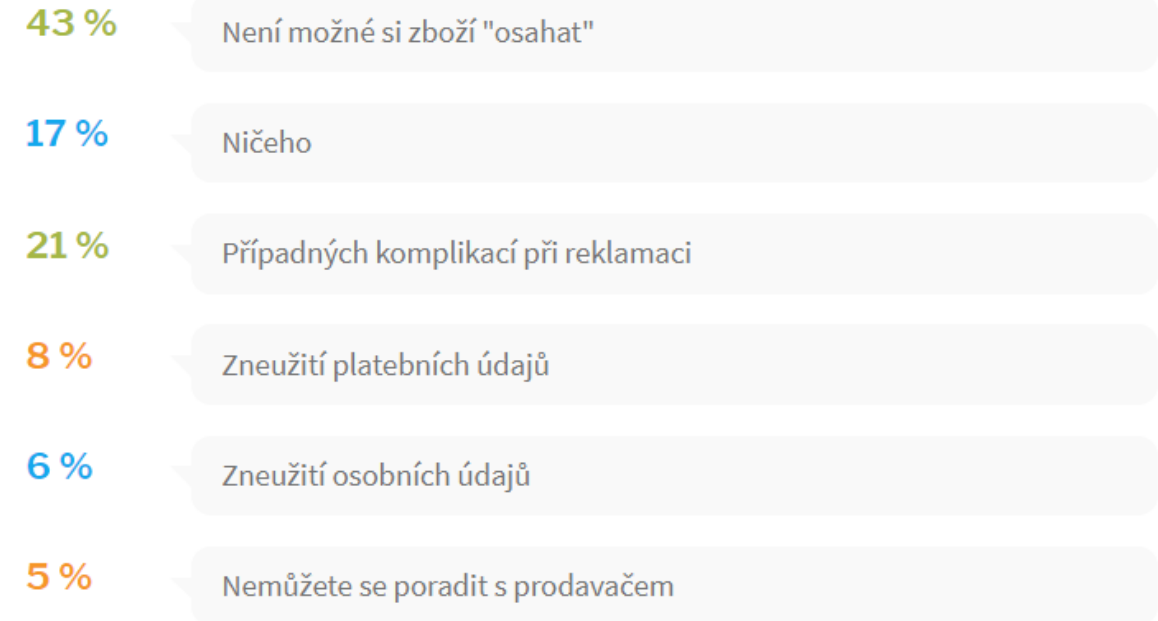 43 %
Není možné si zboží "osahat"
17 %
Ničeho
21 %
Případných komplikací při reklamaci
8 %
Zneužití platebních údajů
6 %
Zneužití osobních údajů
5 %
Nemůžete se poradit s prodavačem